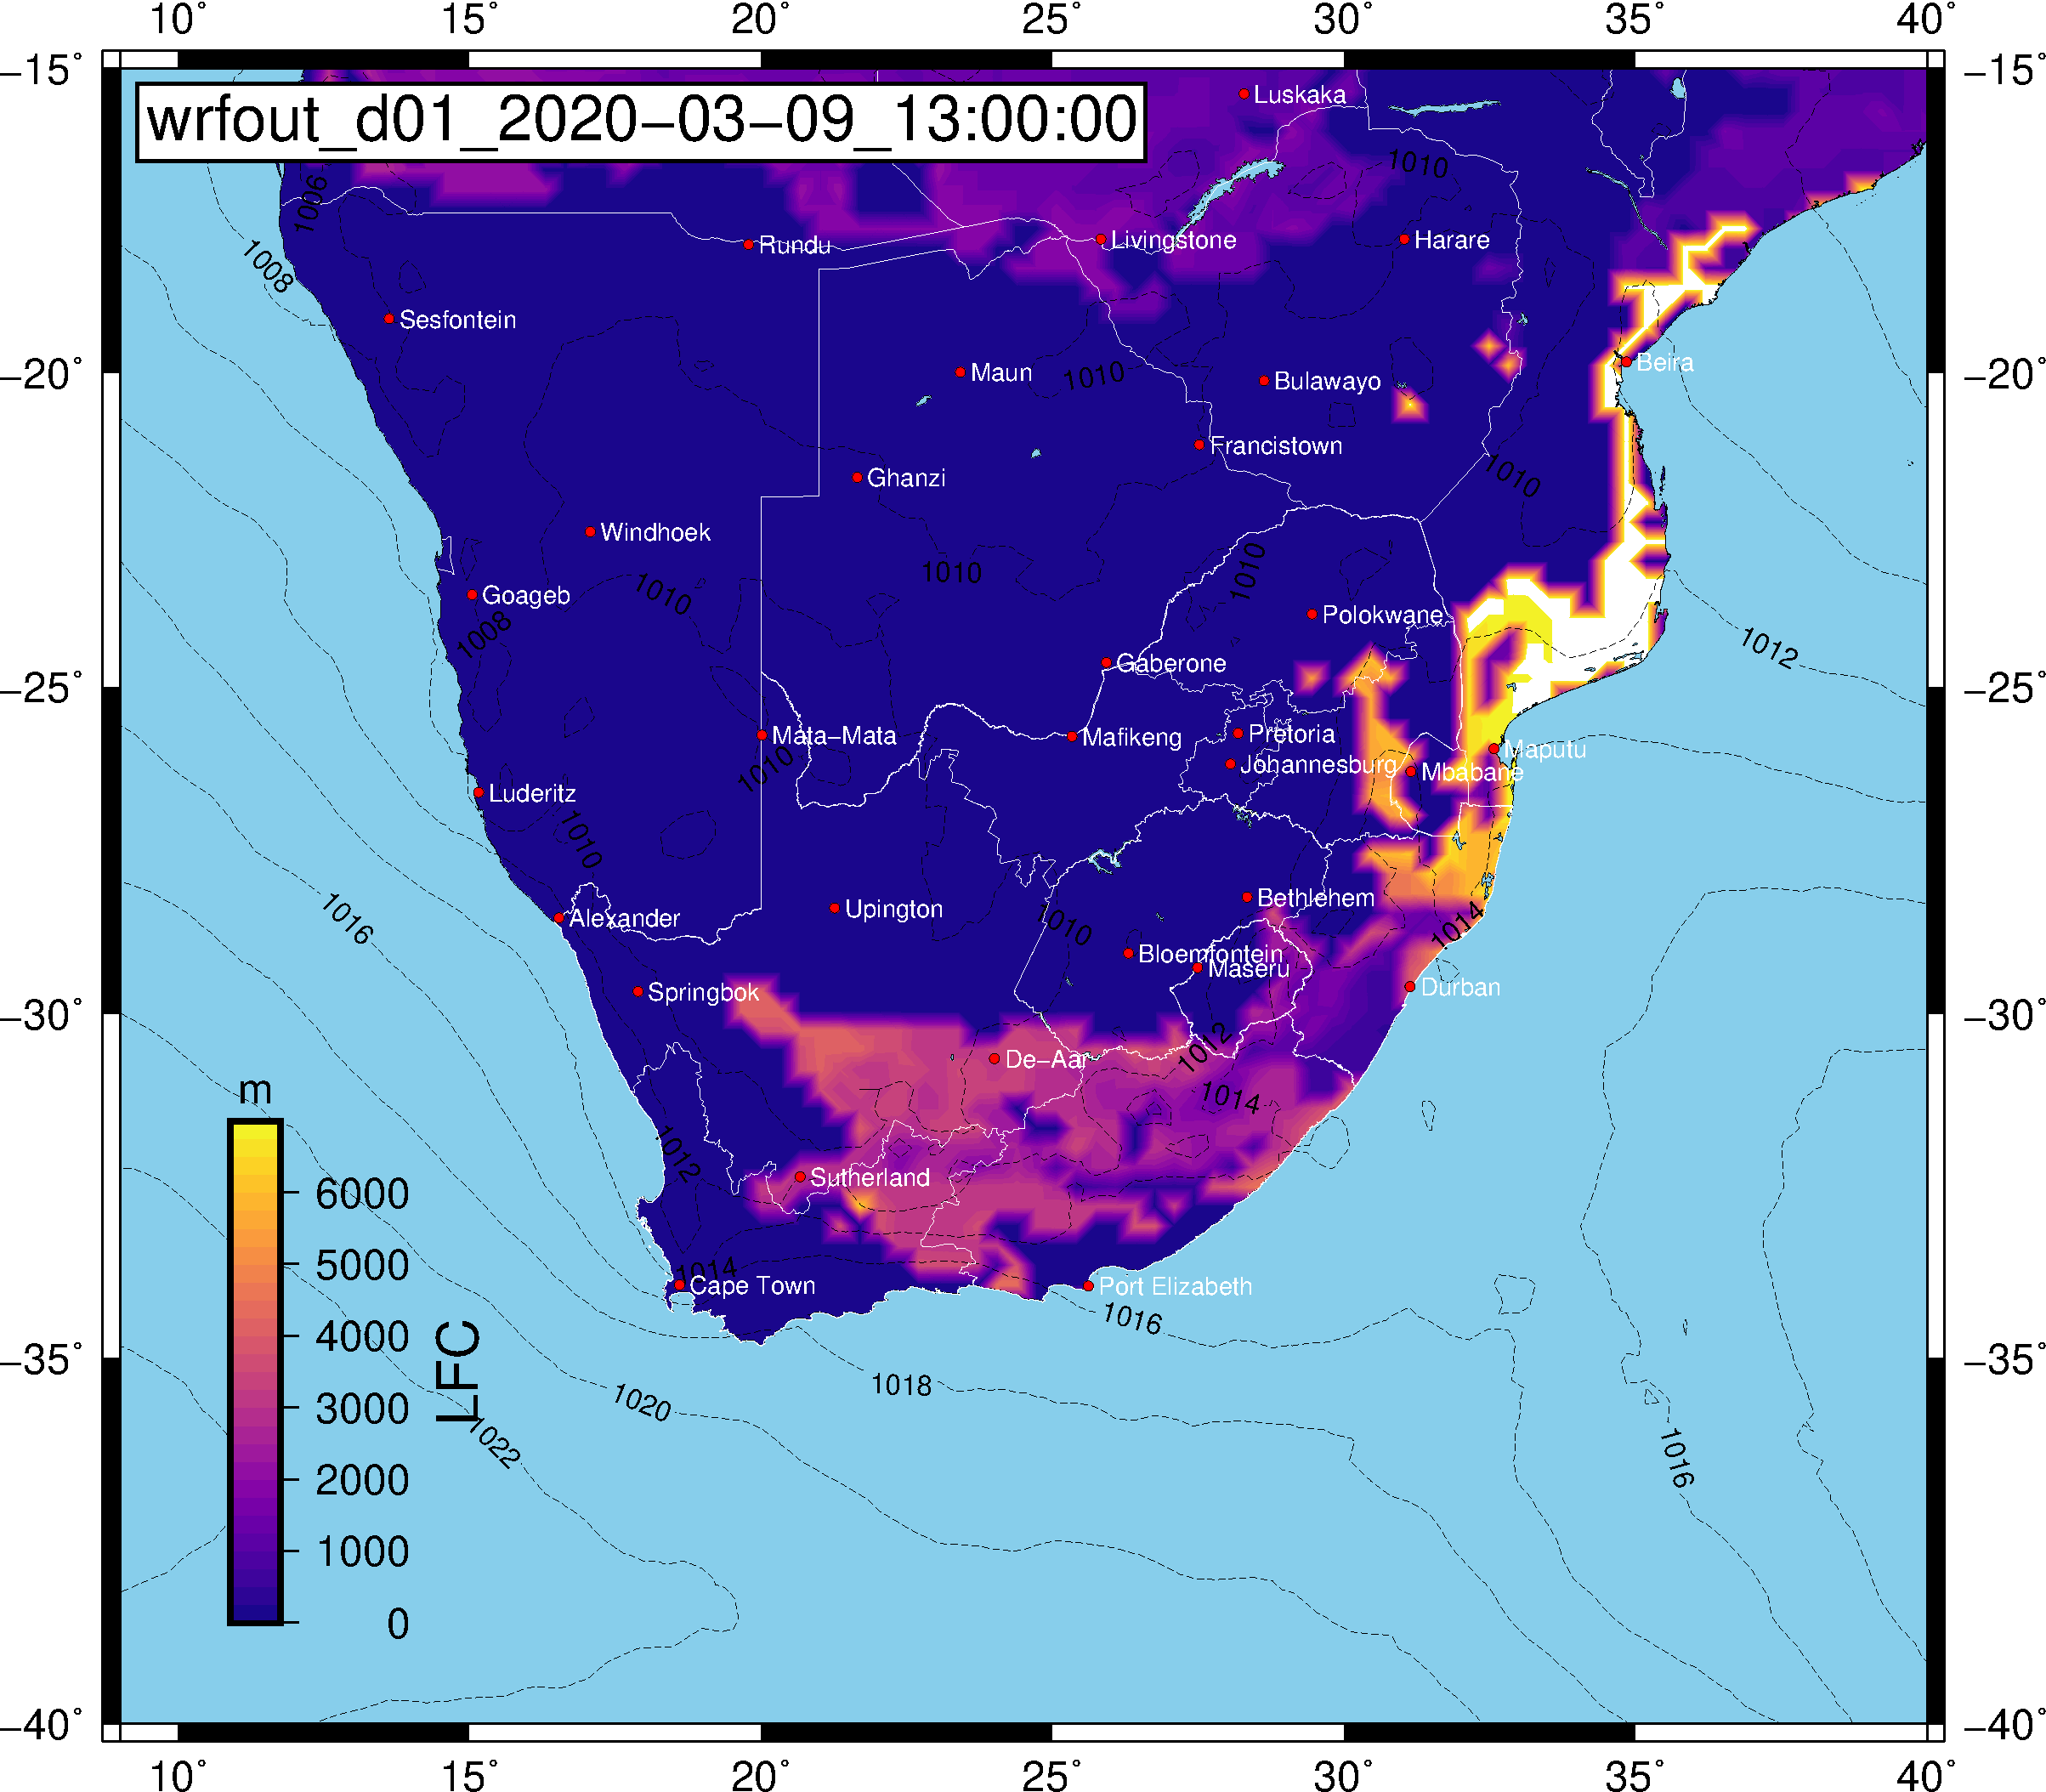 10° 15° 20° 25° 30° 35° 40°
−15° −15°
wrfout_d01_2020−03−09_13:00:00
Luskaka
1010
1006
Rundu
Livingstone
Harare
1008
Sesfontein
Beira
Maun
1010
Bulawayo
Francistown
−20° −20°
Ghanzi
1010
Windhoek
1010
1010
1010
Goageb
Polokwane
1008
1012
Gaberone
−25° −25°
Mata−Mata
Mafikeng
Pretoria
Maputu
1010
Johannesburg
Mbabane
Luderitz
1010
Bethlehem
1016
Alexander
Upington
1010
1014
Bloemfontein
Maseru
Springbok
Durban
−30° −30°
1012
De−Aar
1014
m
1012
Sutherland
6000
5000
1014
Cape Town
Port Elizabeth
1016
4000
LFC
−35° −35°
1018
1020
3000
1022
1016
2000
1000
0
−40° −40°
10° 15° 20° 25° 30° 35° 40°